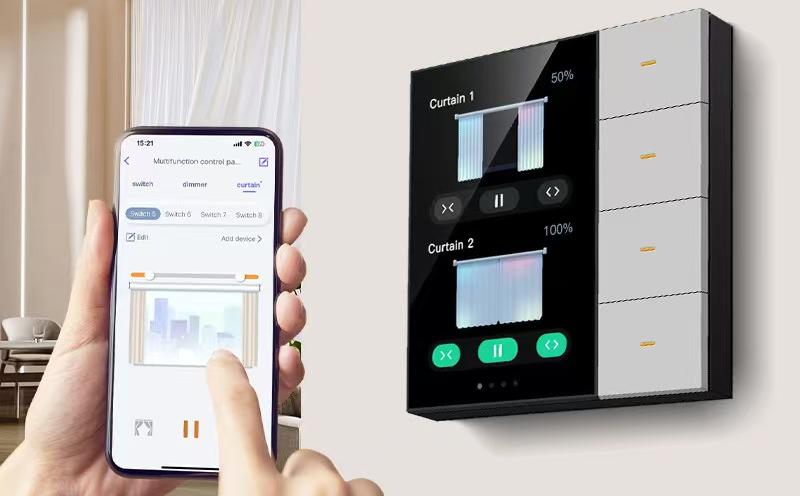 15:21
Multifunction control pa...
switch dimmer curtain
Switch 5 Switch 6 Switch 7 Switch 8
Edit Add device >
Curtain 1 50%
Curtain 2 100%